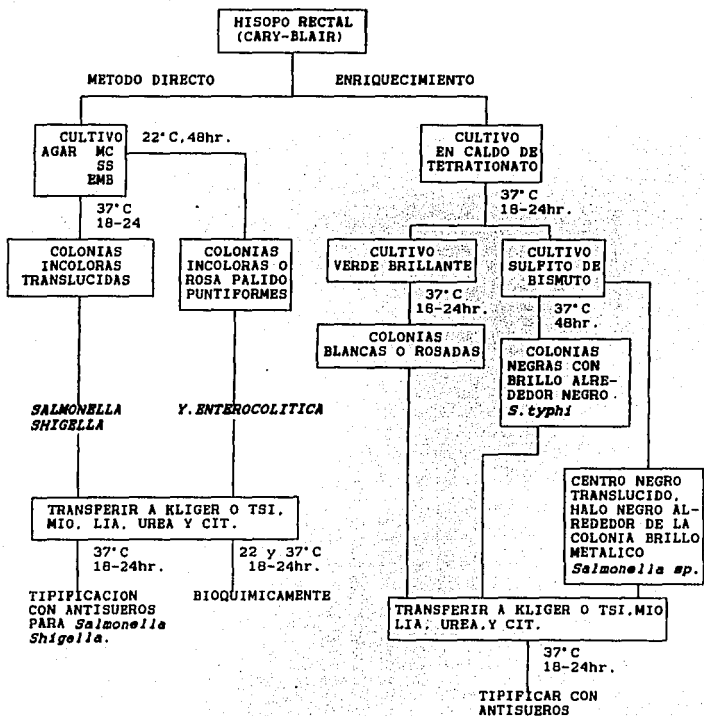 HISOPO RECTAL
(CARY-BLAIR)
METODO DIRECTO
ENRIQUECIMIENTO
CULTIVO
AGAR MC
SS
EMB
22°C,48hr.
CULTIVO
EN CALDO DE
TETRATIONATO
37°C
18-24
37°C
18-24hr.
COLONIAS
INCOLORAS
TRANSLUCIDAS
COLONIAS
INCOLORAS O
ROSA PALIDO
PUNTIFORMES
CULTIVO
VERDE BRILLANTE
CULTIVO
SULFITO DE
BISMUTO
37°C
18-24hr.
37°C
48hr.
COLONIAS
BLANCAS O ROSADAS
COLONIAS
NEGRAS CON
BRILLO ALRE-
DEDOR NEGRO.
S.typhi
SALMONELLA
SHIGELLA
Y.ENTEROCOLITICA
CENTRO NEGRO
TRANSLUCIDO,
HALO NEGRO AL-
REDEDOR DE LA
COLONIA BRILLO
METALICO
Salmonella sp.
TRANSFERIR A KLIGER O TSI,
MIO, LIA, UREA Y CIT.
37°C
18-24hr.
22 y 37°C
18-24hr.
TIPIFICACION
CON ANTISUEROS
PARA Salmonella
Shigella.
BIOQUIMICAMENTE
TRANSFERIR A KLIGER O TSI,MIO
LIA, UREA,Y CIT.
37°C
18-24hr.
TIPIFICAR CON
ANTISUEROS